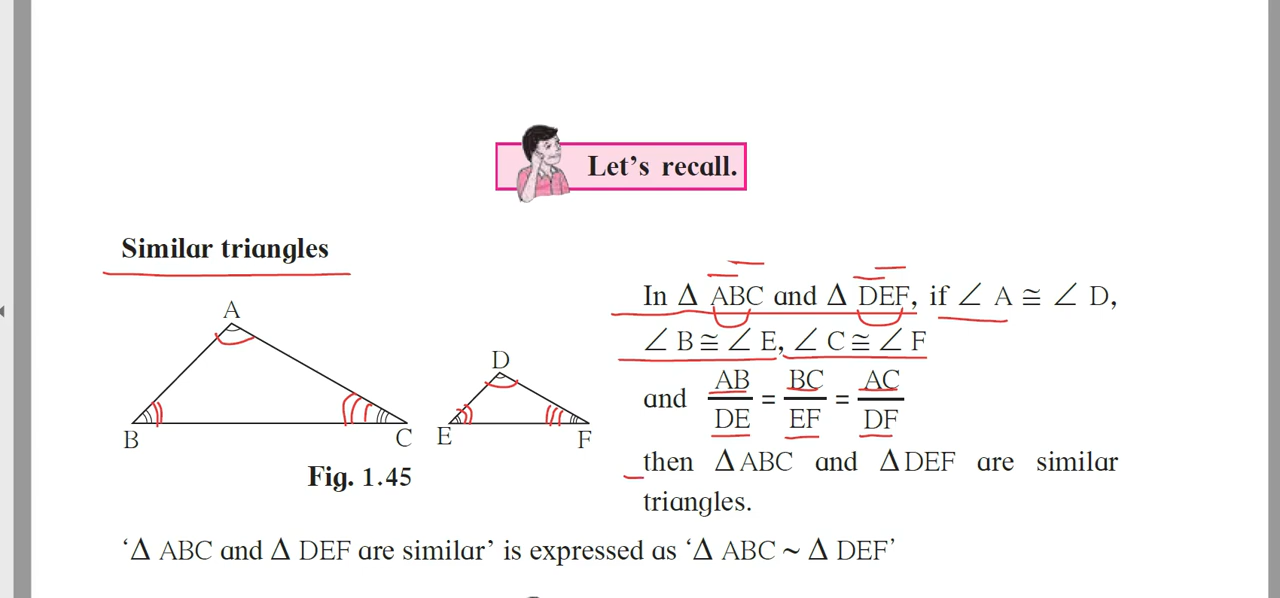 Let's recall.
Similar triangles
A
B
C
D
E
F
Fig. 1.45
In Δ ABC and Δ DEF, if ∠ A ≅ ∠ D,
∠ B ≅ ∠ E, ∠ C ≅ ∠ F
and AB/DE = BC/EF = AC/DF
then Δ ABC and Δ DEF are similar
triangles.
‘Δ ABC and Δ DEF are similar’ is expressed as ‘Δ ABC ~ Δ DEF’